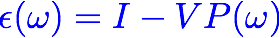 ϵ(ω) = I − VP(ω)